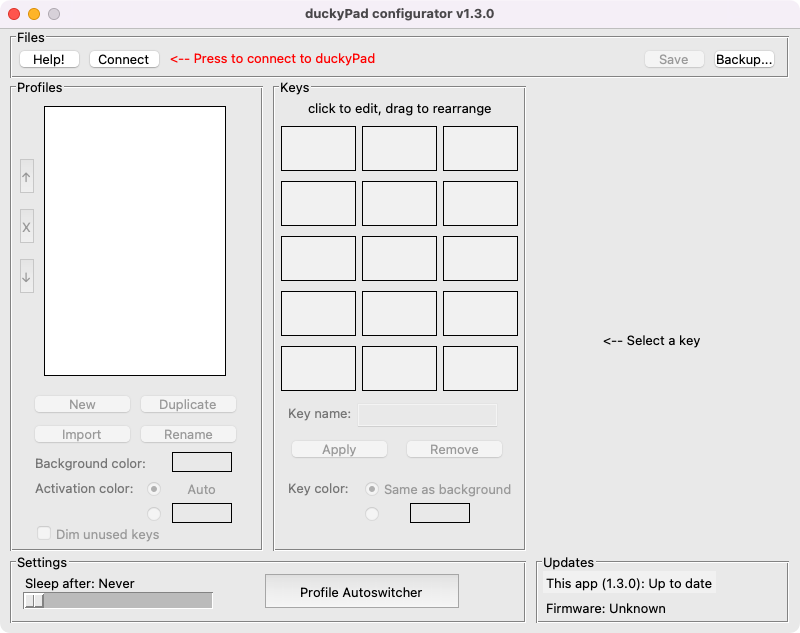 duckyPad configurator v1.3.0
Files
Help!
Connect
<-- Press to connect to duckyPad
Save
Backup...
Profiles
↑
X
↓
New
Duplicate
Import
Rename
Background color:
Activation color:
Auto
Dim unused keys
Keys
click to edit, drag to rearrange
Key name:
Apply
Remove
Key color:
Same as background
<-- Select a key
Settings
Sleep after: Never
Profile Autoswitcher
Updates
This app (1.3.0): Up to date
Firmware: Unknown